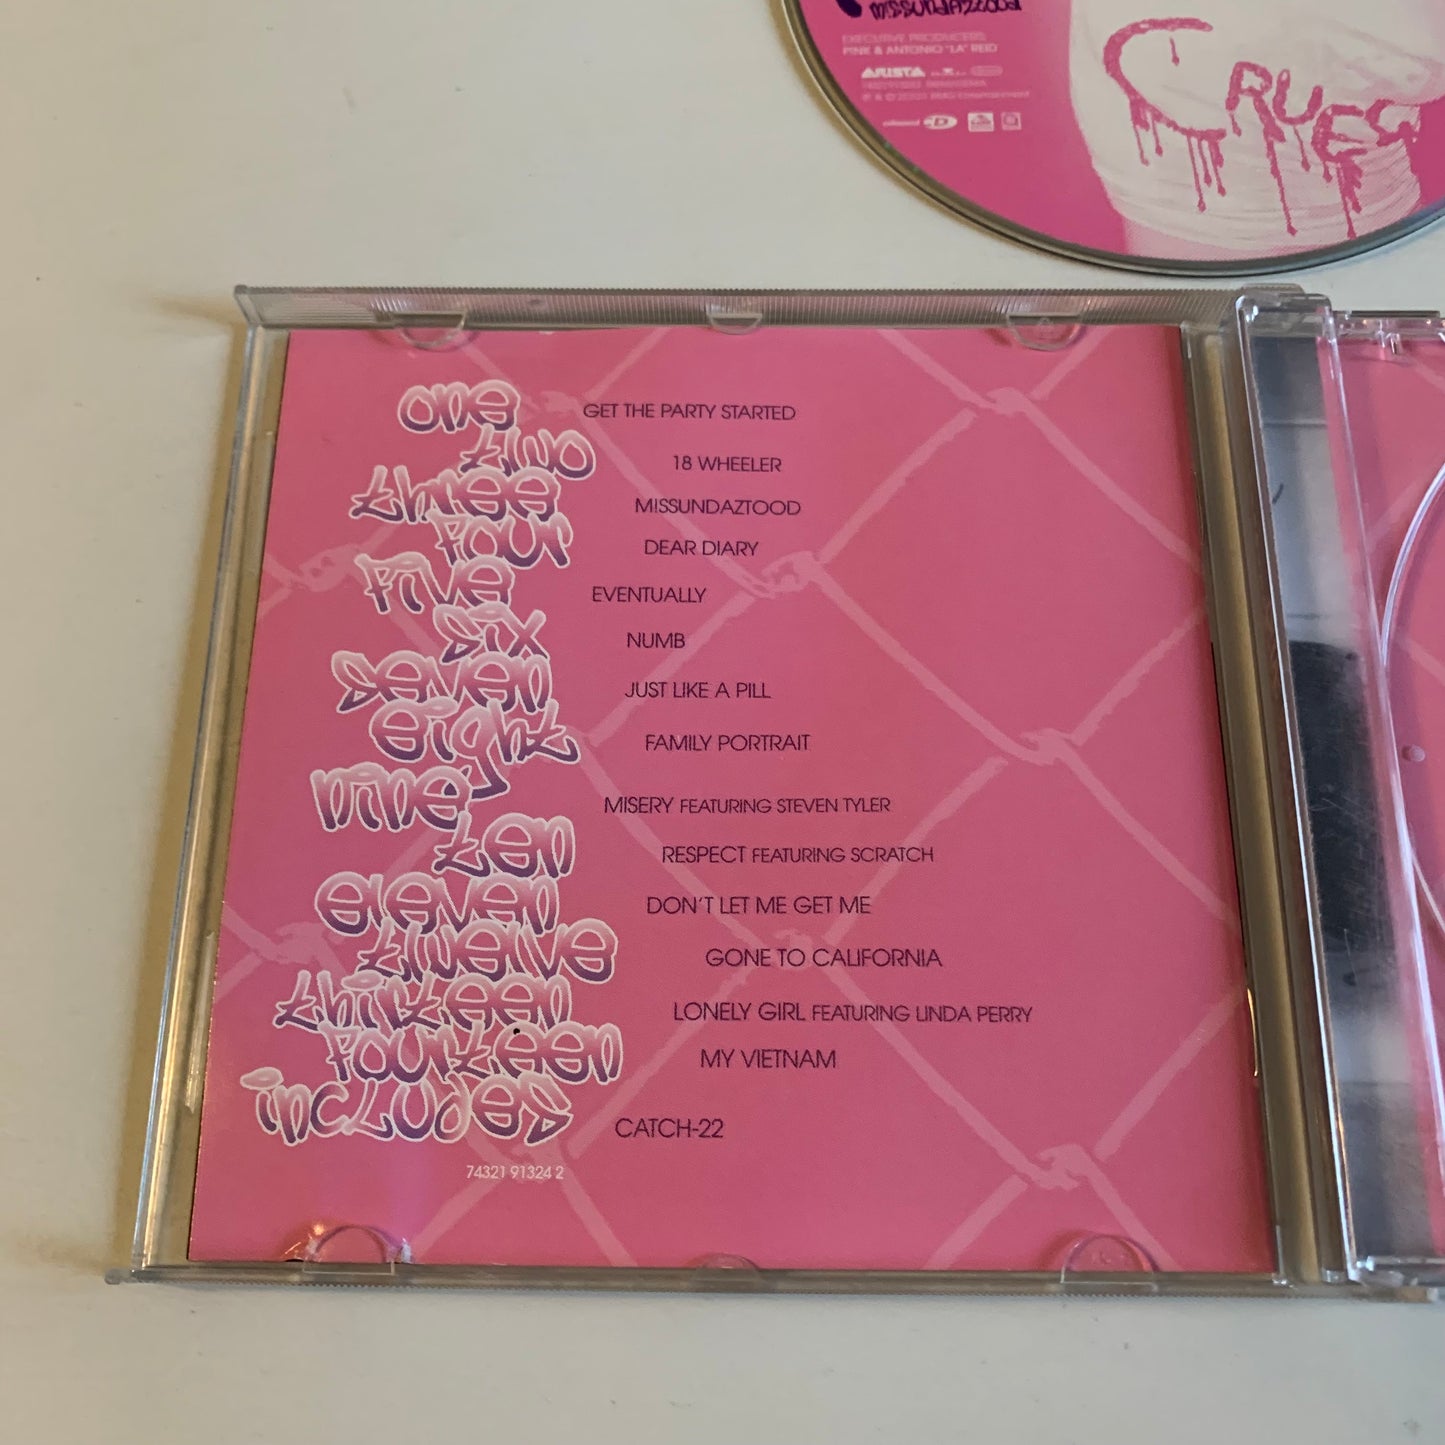 MISSUNDAZTOOD
EXECUTIVE PRODUCERS:
P!NK & ANTONIO "LA" REID
ARISTA
CRUES
one GET THE PARTY STARTED
two 18 WHEELER
three MISSUNDAZTOOD
four DEAR DIARY
five EVENTUALLY
six NUMB
seven JUST LIKE A PILL
eight FAMILY PORTRAIT
nine MISERY FEATURING STEVEN TYLER
ten RESPECT FEATURING SCRATCH
eleven DON'T LET ME GET ME
twelve GONE TO CALIFORNIA
thirteen LONELY GIRL FEATURING LINDA PERRY
fourteen MY VIETNAM
includes CATCH-22
74321 91324 2